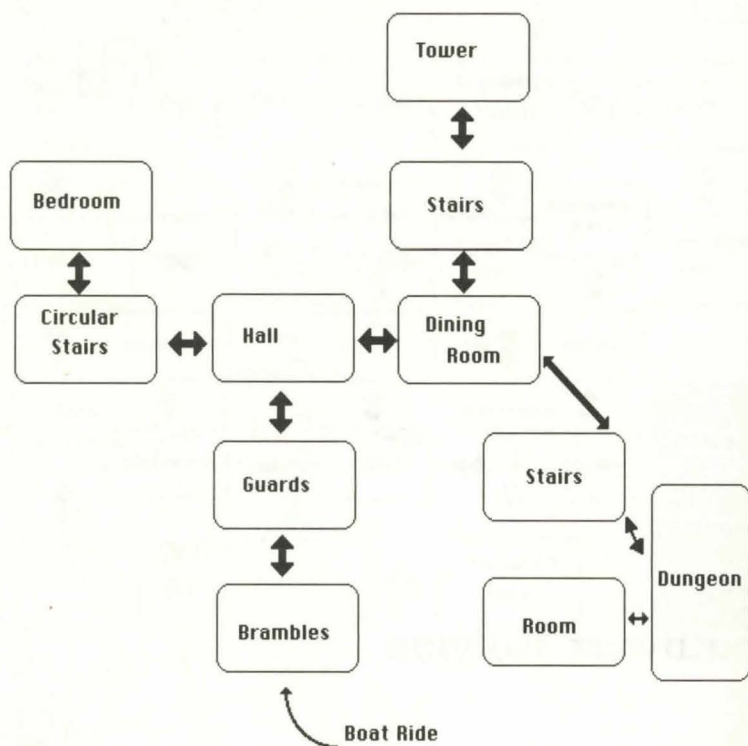 Tower
Bedroom
Stairs
Circular
Stairs
Hall
Dining
Room
Guards
Stairs
Dungeon
Brambles
Room
Boat Ride